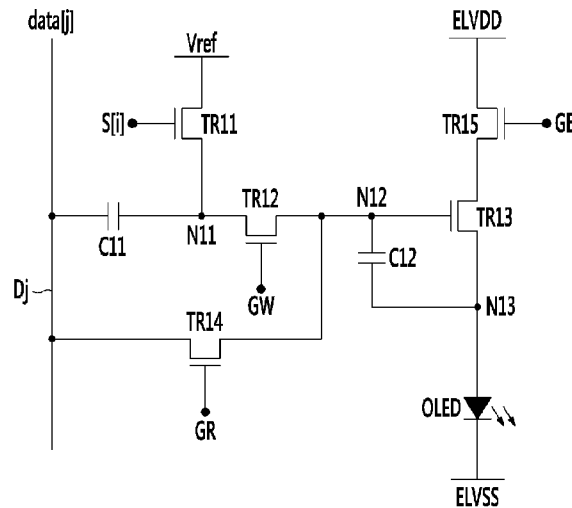 data[j]
ELVDD
Vref
S[i]
TR11
TR15
GE
TR12
N12
TR13
C11
N11
C12
Dj
GW
N13
TR14
GR
OLED
ELVSS